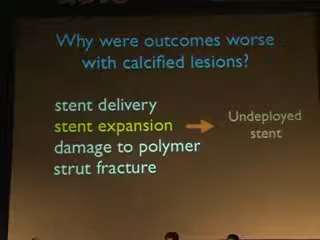 Why were outcomes worse
with calcified lesions?
stent delivery
stent expansion
Undeployed
stent
damage to polymer
strut fracture